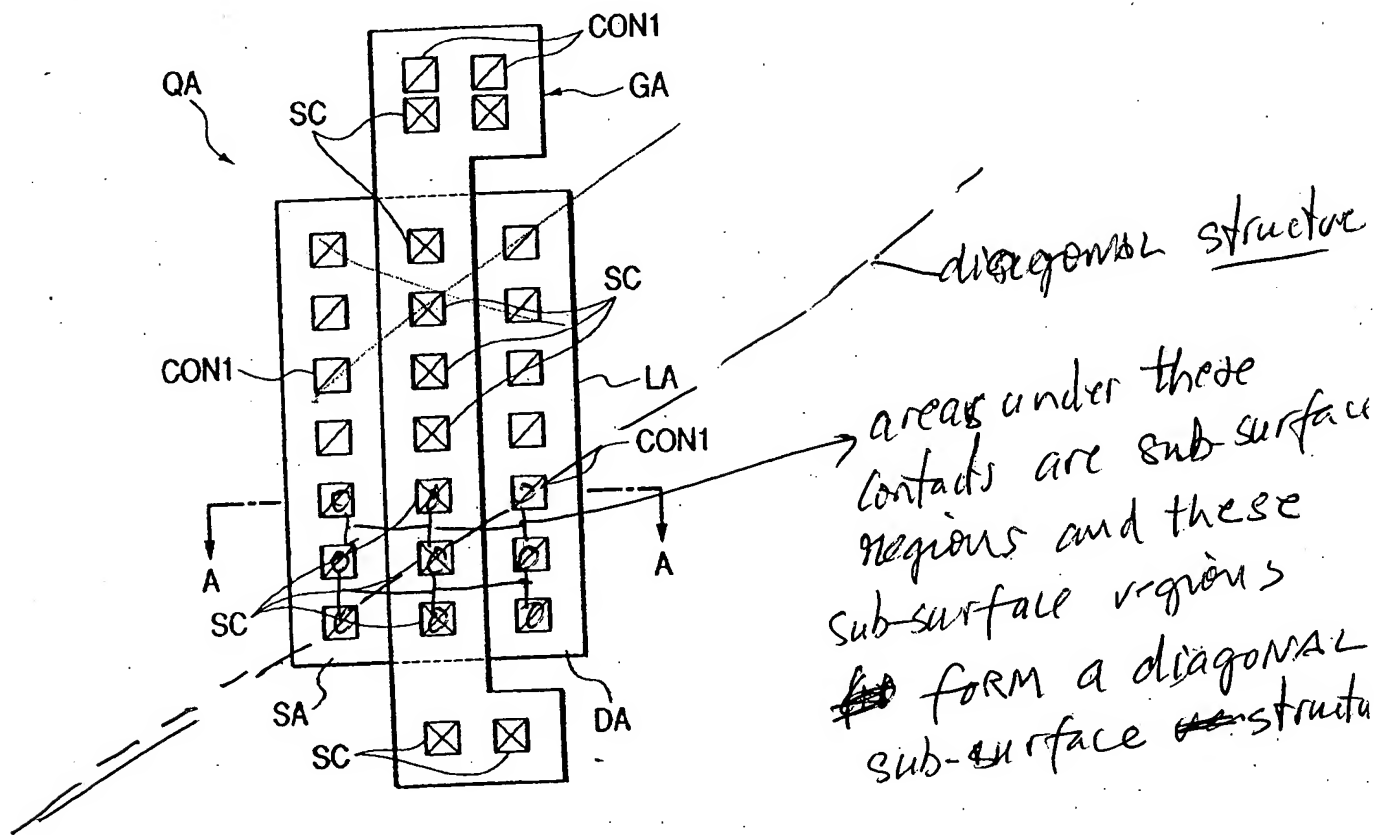 CON1
QA
GA
SC
diagonal structure
SC
CON1
LA
areas under these
CON1
contacts are sub-surface
regions and these
A
A
sub-surface regions
SC
form a diagonal
SA
DA
sub-surface structu
SC